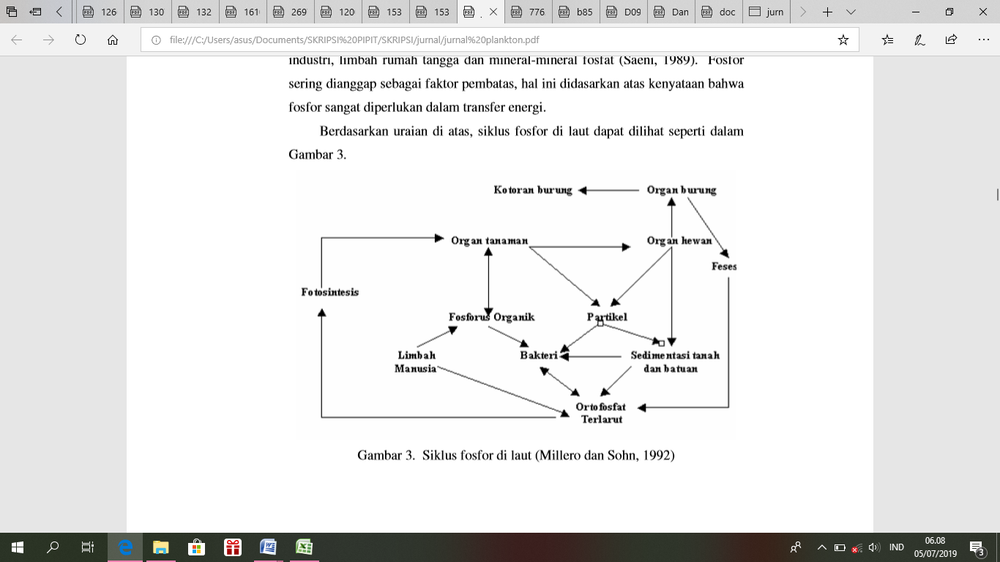 126
130
132
161
269
120
153
153
776
b85
D09
Dan
doc
jurn
file:///C:/Users/asus/Documents/SKRIPSI%20PIPIT/SKRIPSI/jurnal/jurnal%20plankton.pdf
industri, limbah rumah tangga dan mineral-mineral fosfat (Saeni, 1989). Fosfor
sering dianggap sebagai faktor pembatas, hal ini didasarkan atas kenyataan bahwa
fosfor sangat diperlukan dalam transfer energi.
Berdasarkan uraian di atas, siklus fosfor di laut dapat dilihat seperti dalam
Gambar 3.
Kotoran burung
Organ burung
Organ tanaman
Organ hewan
Feses
Fotosintesis
Fosforus Organik
Partikel
Limbah
Manusia
Bakteri
Sedimentasi tanah
dan batuan
Ortofosfat
Terlarut
Gambar 3. Siklus fosfor di laut (Millero dan Sohn, 1992)
IND
06.08
05/07/2019
3